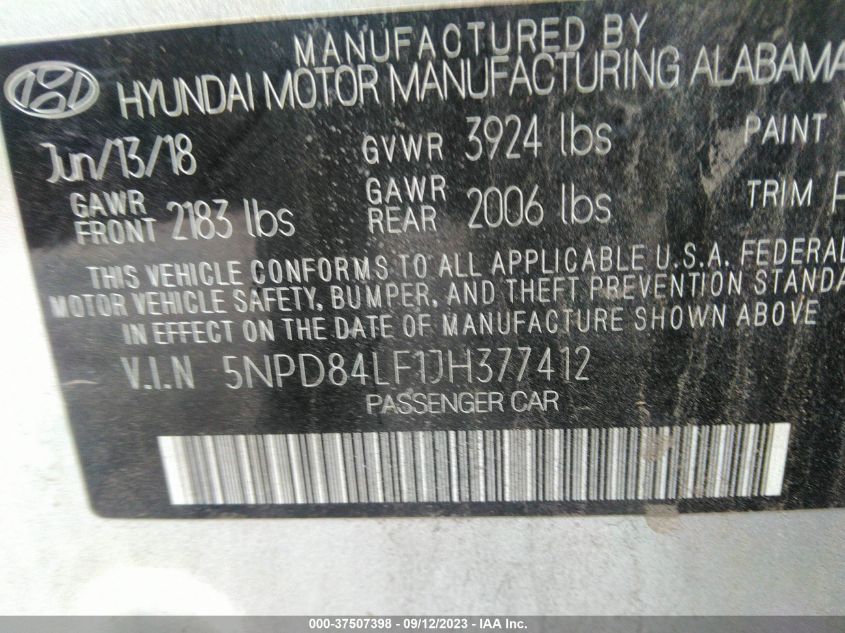 MANUFACTURED BY
HYUNDAI MOTOR MANUFACTURING ALABAMA
Jun/13/18 GVWR 3924 lbs PAINT
GAWR FRONT 2183 lbs GAWR REAR 2006 lbs TRIM
THIS VEHICLE CONFORMS TO ALL APPLICABLE U.S.A. FEDERAL
MOTOR VEHICLE SAFETY, BUMPER, AND THEFT PREVENTION STANDA
IN EFFECT ON THE DATE OF MANUFACTURE SHOWN ABOVE
V.I.N 5NPD84LF1JH377412
PASSENGER CAR
000-37507398 - 09/12/2023 - IAA Inc.